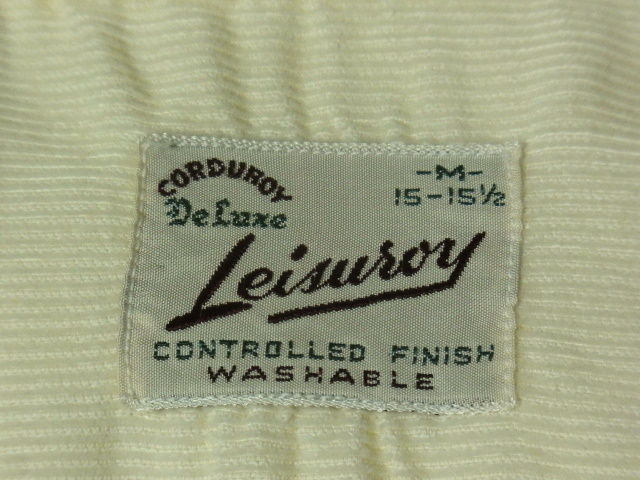 CORDUROY
DeLuxe
-M-
15-15½
Leisuroy
CONTROLLED FINISH
WASHABLE